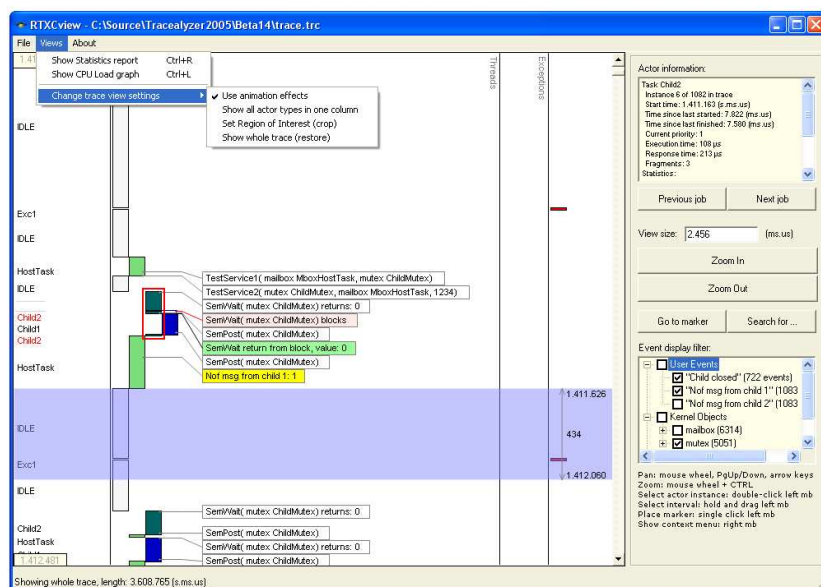 RTXCview - C:\Source\Tracealyzer2005\Beta14\trace.trc
File Views About
Show Statistics report Ctrl+R
Show CPU Load graph Ctrl+L
Change trace view settings
Use animation effects
Show all actor types in one column
Set Region of Interest (crop)
Show whole trace (restore)
Threads
Exceptions
IDLE
Exc1
IDLE
HostTask
IDLE
Child2
Child1
Child2
HostTask
IDLE
Exc1
IDLE
Child2
HostTask
1.412.481
TestService1( mailbox MboxHostTask, mutex ChildMutex)
TestService2( mutex ChildMutex, mailbox MboxHostTask, 1234)
SemWait( mutex ChildMutex) returns: 0
SemWait( mutex ChildMutex) blocks
SemPost( mutex ChildMutex)
SemWait return from block, value: 0
SemPost( mutex ChildMutex)
Nof msg from child 1: 1
1.411.626
434
1.412.060
SemWait( mutex ChildMutex) returns: 0
SemPost( mutex ChildMutex)
SemWait( mutex ChildMutex) returns: 0
SemPost( mutex ChildMutex)
Actor information:
Task Child2
Instance 6 of 1082 in trace
Start time: 1.411.163 (s.ms.us)
Time since last started: 7.822 (ms.us)
Time since last finished: 7.580 (ms.us)
Current priority: 1
Execution time: 108 µs
Response time: 213 µs
Fragments: 3
Statistics:
Previous job Next job
View size: 2.456 (ms.us)
Zoom In
Zoom Out
Go to marker Search for ...
Event display filter:
User Events
"Child closed" (722 events)
"Nof msg from child 1" (1083
"Nof msg from child 2" (1083
Kernel Objects
mailbox (6314)
mutex (5051)
Pan: mouse wheel, PgUp/Down, arrow keys
Zoom: mouse wheel + CTRL
Select actor instance: double-click left mb
Select interval: hold and drag left mb
Place marker: single click left mb
Show context menu: right mb
Showing whole trace, length: 3.608.765 (s.ms.us)